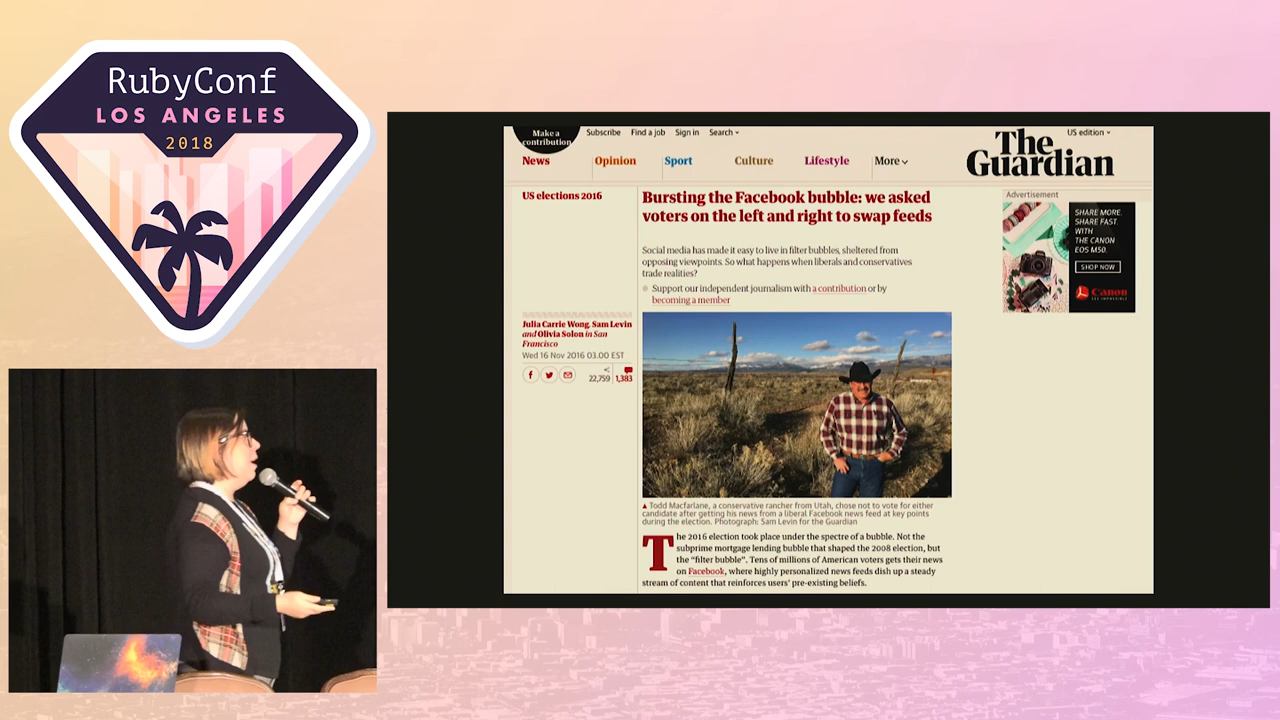 RubyConf
LOS ANGELES
2018
Make a
contribution
Subscribe Find a job Sign in Search
US edition
The
Guardian
News Opinion Sport Culture Lifestyle More
US elections 2016
Bursting the Facebook bubble: we asked
voters on the left and right to swap feeds
Social media has made it easy to live in filter bubbles, sheltered from
opposing viewpoints. So what happens when liberals and conservatives
trade realities?
Support our independent journalism with a contribution or by
becoming a member
Julia Carrie Wong, Sam Levin
and Olivia Solon in San
Francisco
Wed 16 Nov 2016 03.00 EST
22,759 1,383
Todd Macfarlane, a conservative rancher from Utah, chose not to vote for either
candidate after getting his news from a liberal Facebook news feed at key points
during the election. Photograph: Sam Levin for the Guardian
The 2016 election took place under the spectre of a bubble. Not the
subprime mortgage lending bubble that shaped the 2008 election, but
the “filter bubble”. Tens of millions of American voters gets their news
on Facebook, where highly personalized news feeds dish up a steady
stream of content that reinforces users’ pre-existing beliefs.
Advertisement
SHARE MORE.
SHARE FAST.
WITH
THE CANON
EOS M50.
SHOP NOW
Canon